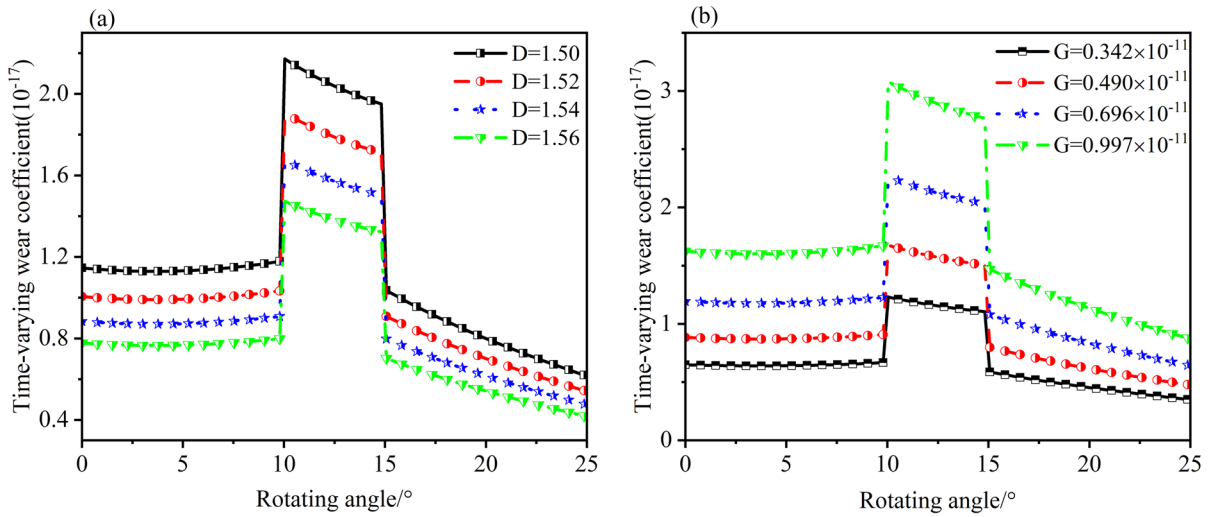 (a)
D=1.50
D=1.52
D=1.54
D=1.56
2.0
1.6
1.2
0.8
0.4
Time-varying wear coefficient(10⁻¹⁷)
0 5 10 15 20 25
Rotating angle/°
(b)
G=0.342×10⁻¹¹
G=0.490×10⁻¹¹
G=0.696×10⁻¹¹
G=0.997×10⁻¹¹
3
2
1
0
Time-varying wear coefficient(10⁻¹⁷)
0 5 10 15 20 25
Rotating angle/°